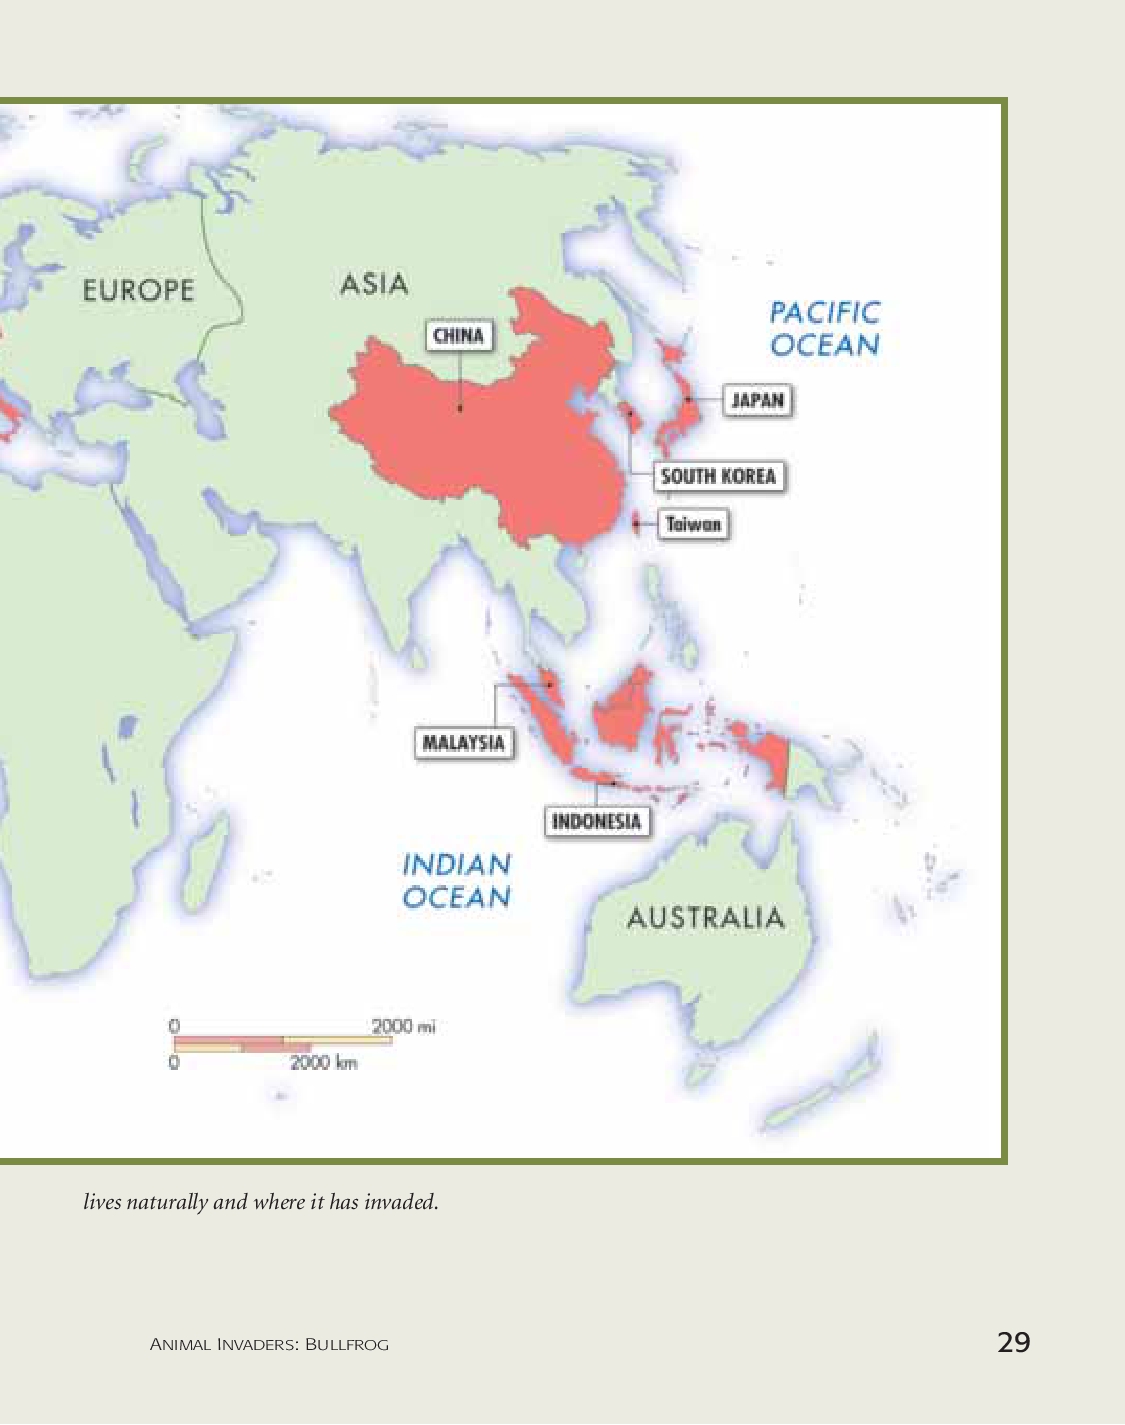 EUROPE
ASIA
PACIFIC
OCEAN
CHINA
JAPAN
SOUTH KOREA
Taiwan
MALAYSIA
INDONESIA
INDIAN
OCEAN
AUSTRALIA
0 2000 mi
0 2000 km
lives naturally and where it has invaded.
ANIMAL INVADERS: BULLFROG
29